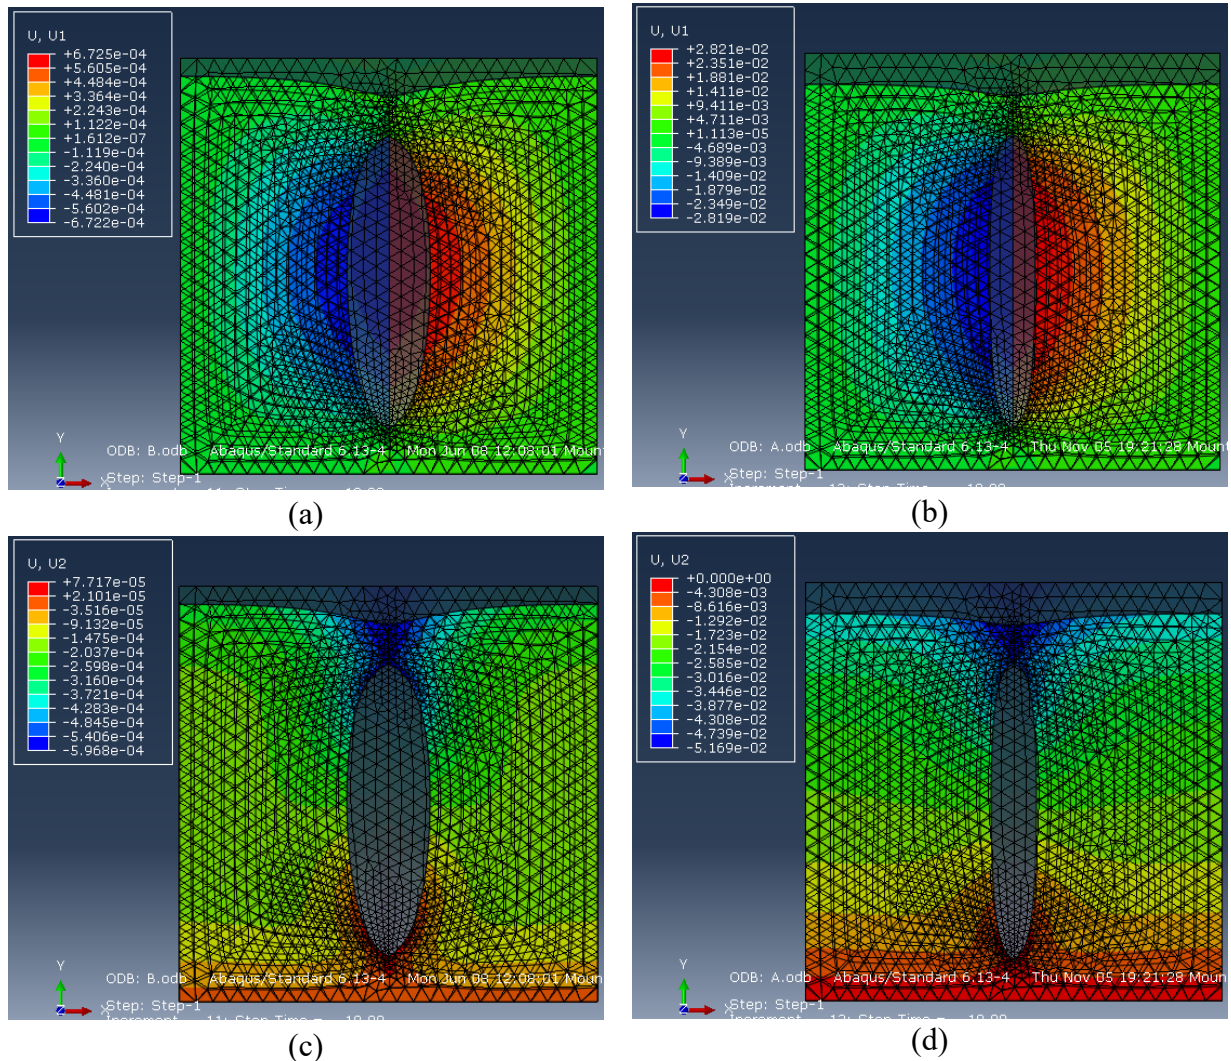 U, U1
+6.725e-04
+5.605e-04
+4.484e-04
+3.364e-04
+2.243e-04
+1.122e-04
+1.612e-07
-1.119e-04
-2.240e-04
-3.360e-04
-4.481e-04
-5.602e-04
-6.722e-04
Y
X
ODB: B.odb Abaqus/Standard 6.13-4 Mon Jun 08 12:08:01 Moun
Step: Step-1
(a)
U, U1
+2.821e-02
+2.351e-02
+1.881e-02
+1.411e-02
+9.411e-03
+4.711e-03
+1.113e-05
-4.689e-03
-9.389e-03
-1.409e-02
-1.879e-02
-2.349e-02
-2.819e-02
Y
X
ODB: A.odb Abaqus/Standard 6.13-4 Thu Nov 05 19:21:28 Mount
Step: Step-1
(b)
U, U2
+7.717e-05
+2.101e-05
-3.516e-05
-9.132e-05
-1.475e-04
-2.037e-04
-2.598e-04
-3.160e-04
-3.721e-04
-4.283e-04
-4.845e-04
-5.406e-04
-5.968e-04
Y
X
ODB: B.odb Abaqus/Standard 6.13-4 Mon Jun 08 12:08:01 Moun
Step: Step-1
(c)
U, U2
+0.000e+00
-4.308e-03
-8.616e-03
-1.292e-02
-1.723e-02
-2.154e-02
-2.585e-02
-3.016e-02
-3.446e-02
-3.877e-02
-4.308e-02
-4.739e-02
-5.169e-02
Y
X
ODB: A.odb Abaqus/Standard 6.13-4 Thu Nov 05 19:21:28 Moun
Step: Step-1
(d)